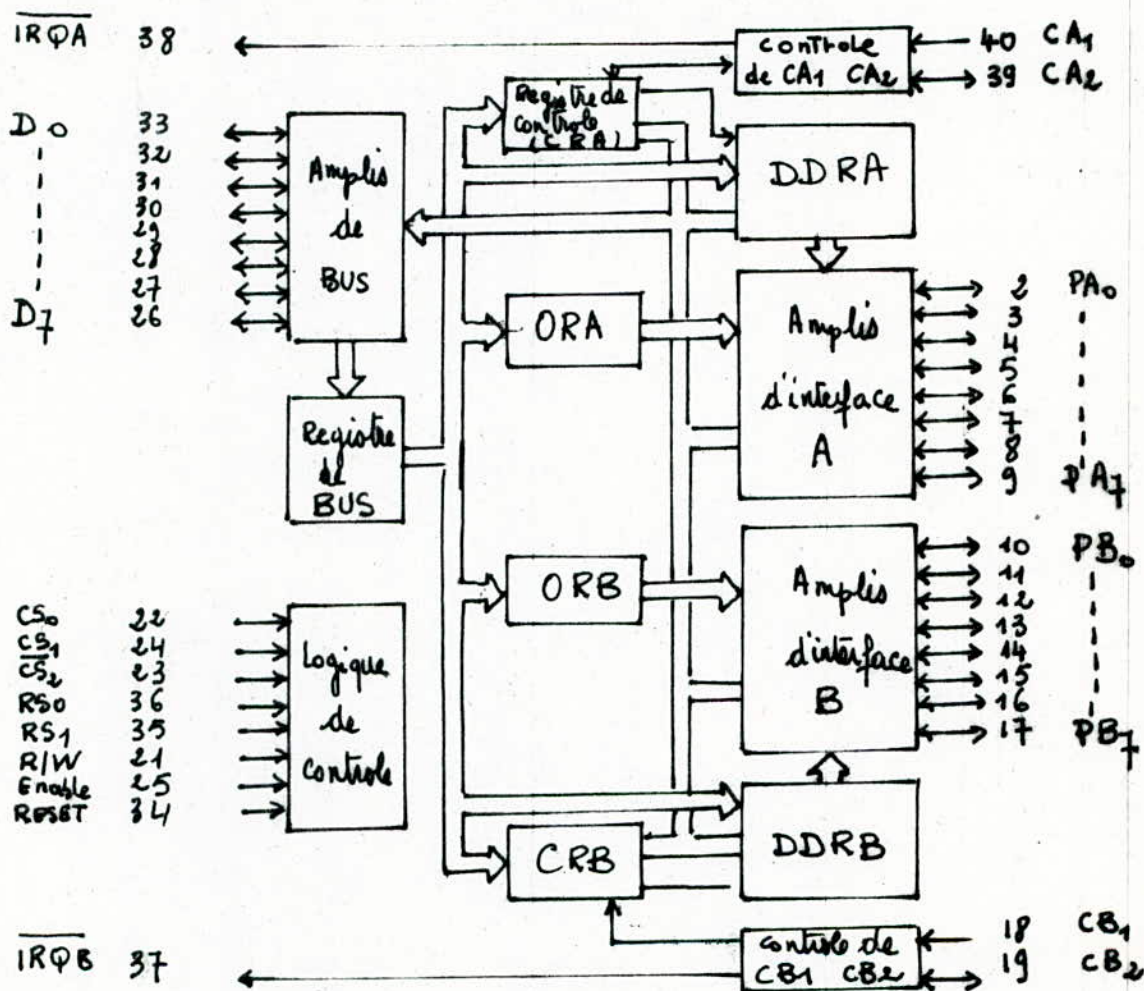 IRQA 38
controle
de CA1 CA2
40 CA1
39 CA2
Registre de
controle
(CRA)
D0 33
32
31
30
29
28
27
D7 26
Amplis
de
BUS
DDRA
ORA
Amplis
d'interface
A
2 PA0
3
4
5
6
7
8
9 PA7
Registre
de
BUS
ORB
Amplis
d'interface
B
10 PB0
11
12
13
14
15
16
17 PB7
CS0 22
CS1 24
CS2 23
RS0 36
RS1 35
R/W 21
Enable 25
RESET 34
Logique
de
controle
CRB
DDRB
IRQB 37
controle de
CB1 CB2
18 CB1
19 CB2